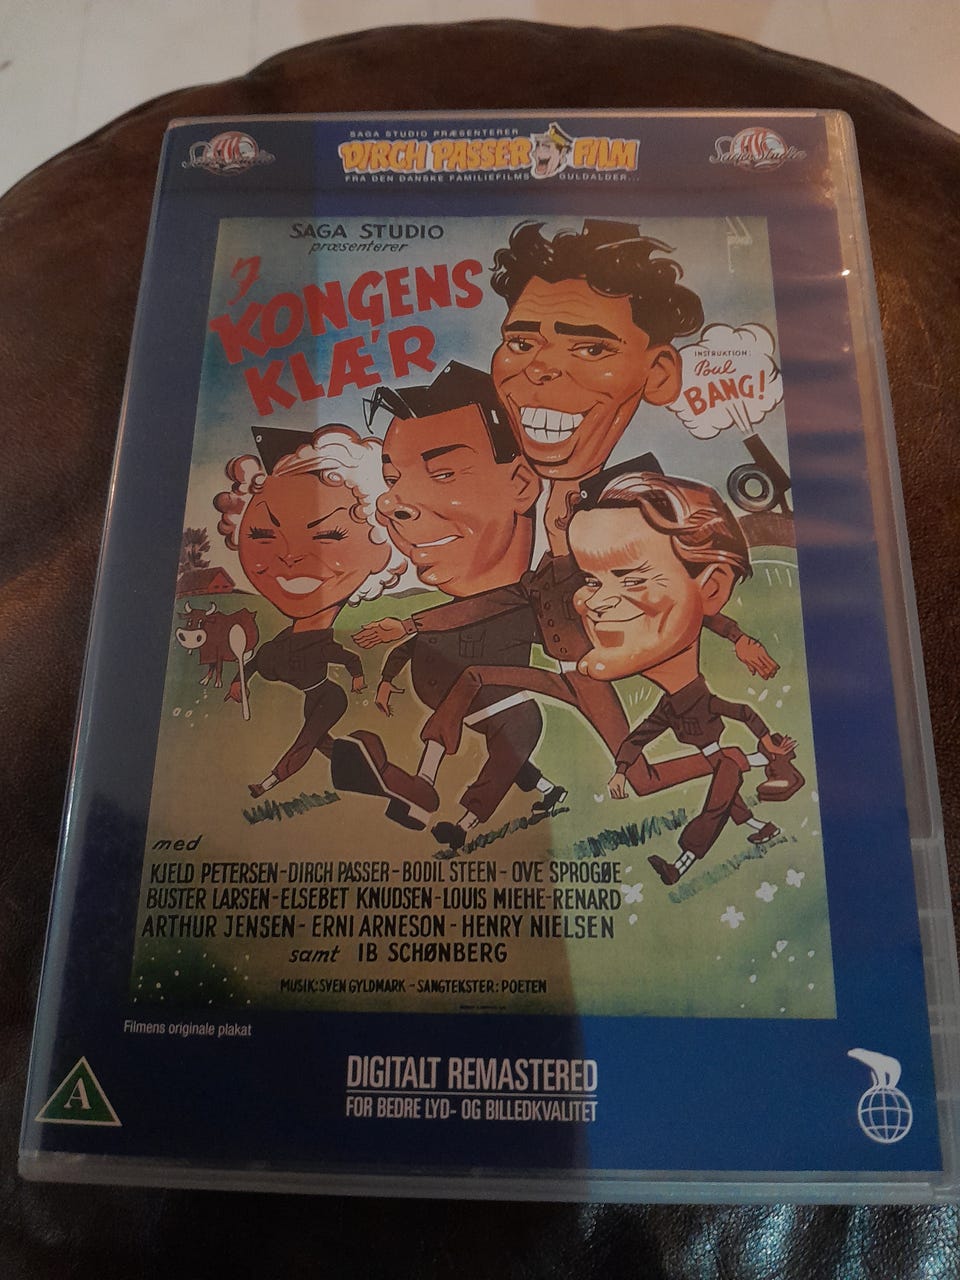 SAGA STUDIO PRÆSENTERER
DIRCH PASSER FILM
FRA DEN DANSKE FAMILIEFILMS GULDALDER...
SAGA STUDIO
præsenterer
I KONGENS
KLÆ'R
INSTRUKTION:
Poul
BANG!
med
KJELD PETERSEN-DIRCH PASSER-BODIL STEEN-OVE SPROGØE
BUSTER LARSEN-ELSEBET KNUDSEN-LOUIS MIEHE-RENARD
ARTHUR JENSEN-ERNI ARNESON-HENRY NIELSEN
samt IB SCHØNBERG
MUSIK: SVEN GYLDMARK - SANGTEKSTER: POETEN
Filmens originale plakat
A
DIGITALT REMASTERED
FOR BEDRE LYD- OG BILLEDKVALITET